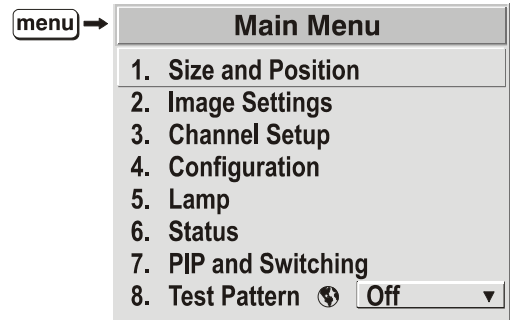 menu Main Menu
1. Size and Position
2. Image Settings
3. Channel Setup
4. Configuration
5. Lamp
6. Status
7. PIP and Switching
8. Test Pattern Off